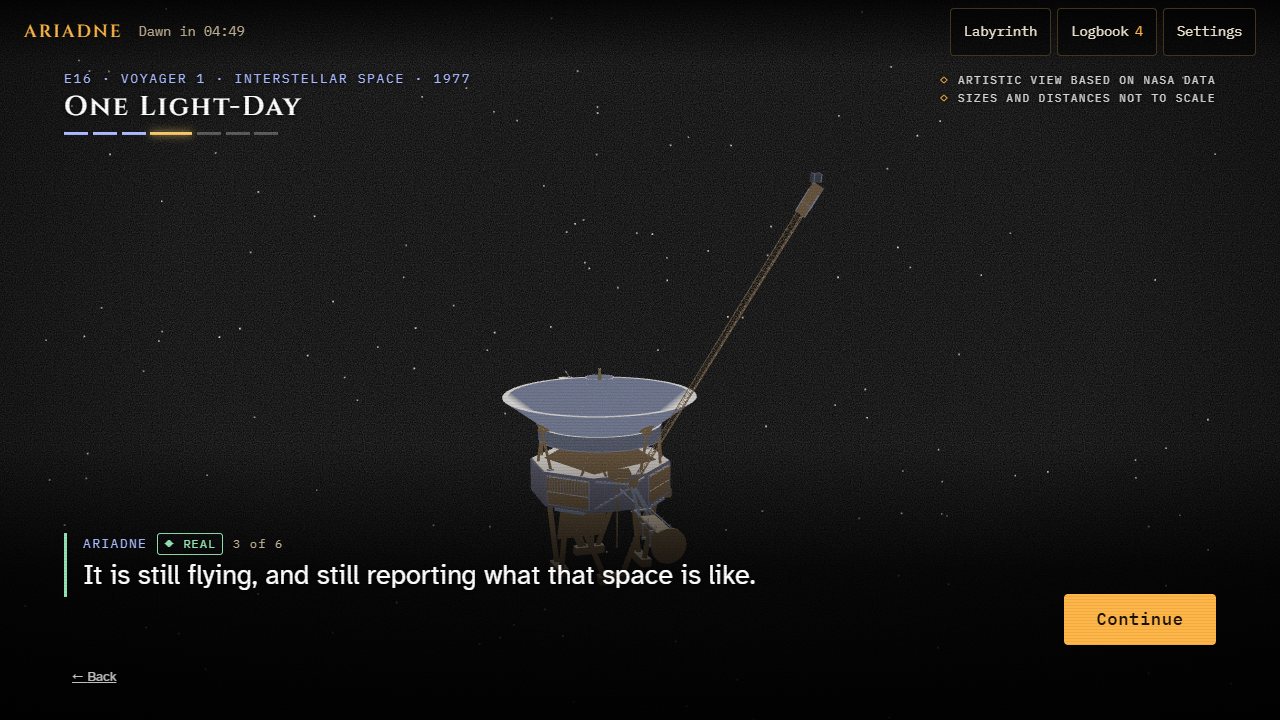 ARIADNE Dawn in 04:49
Labyrinth
Logbook 4
Settings
E16 · VOYAGER 1 · INTERSTELLAR SPACE · 1977
One Light-Day
◇ ARTISTIC VIEW BASED ON NASA DATA
◇ SIZES AND DISTANCES NOT TO SCALE
ARIADNE ◆ REAL 3 of 6
It is still flying, and still reporting what that space is like.
Continue
← Back